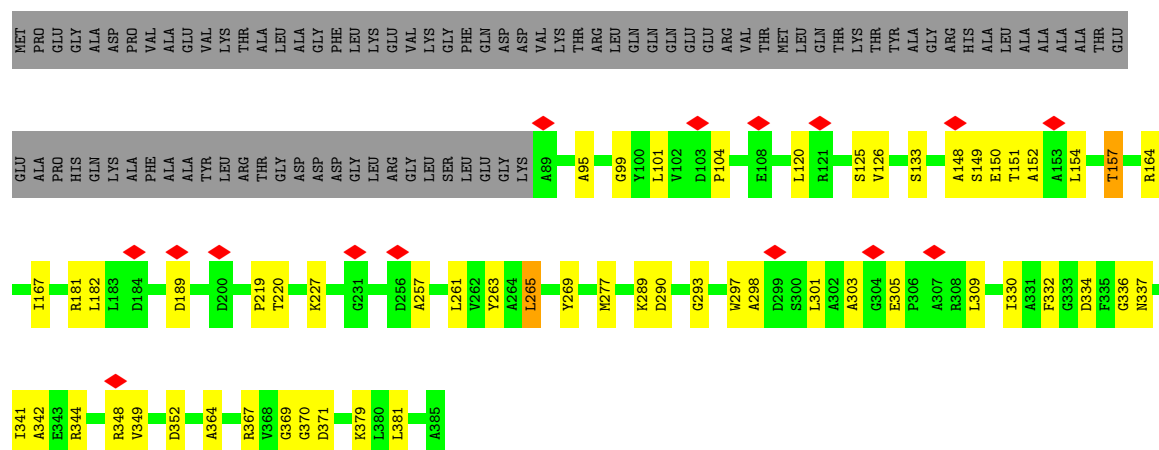 MET PRO GLU GLY ALA ASP PRO VAL ALA GLU VAL LYS THR ALA LEU ALA GLY PHE LEU LYS GLU VAL LYS GLY PHE GLN ASP ASP VAL LYS THR ARG LEU GLN GLN GLN GLU GLU ARG VAL THR MET LEU GLN THR LYS THR TYR ALA GLY ARG HIS ALA LEU ALA ALA ALA ALA THR GLU
GLU ALA PRO HIS GLN LYS ALA PHE ALA ALA TYR LEU ARG THR GLY ASP ASP ASP GLY LEU ARG GLY LEU SER LEU GLU GLY LYS A89 A95 G99 Y100 L101 V102 D103 P104 E108 L120 R121 S125 V126 S133 A148 S149 E150 T151 A152 A153 L154 T157 R164
I167 R181 L182 L183 D184 D189 D200 P219 T220 K227 G231 D256 A257 L261 V262 Y263 A264 L265 Y269 M277 K289 D290 G293 W297 A298 D299 S300 L301 A302 A303 G304 E305 P306 A307 R308 L309 I330 A331 F332 G333 D334 F335 G336 N337
I341 A342 E343 R344 R348 V349 D352 A364 R367 V368 G369 G370 D371 K379 L380 L381 A385